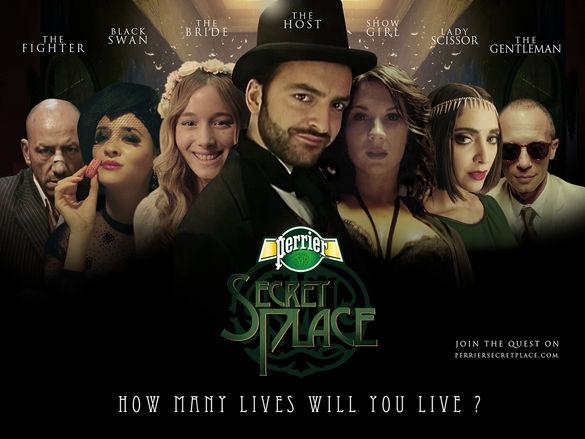 THE FIGHTER
BLACK SWAN
THE BRIDE
THE HOST
SHOW GIRL
LADY SCISSOR
THE GENTLEMAN
perrier
SECRET
PLACE
JOIN THE QUEST ON
PERRIERSECRETPLACE.COM
HOW MANY LIVES WILL YOU LIVE ?